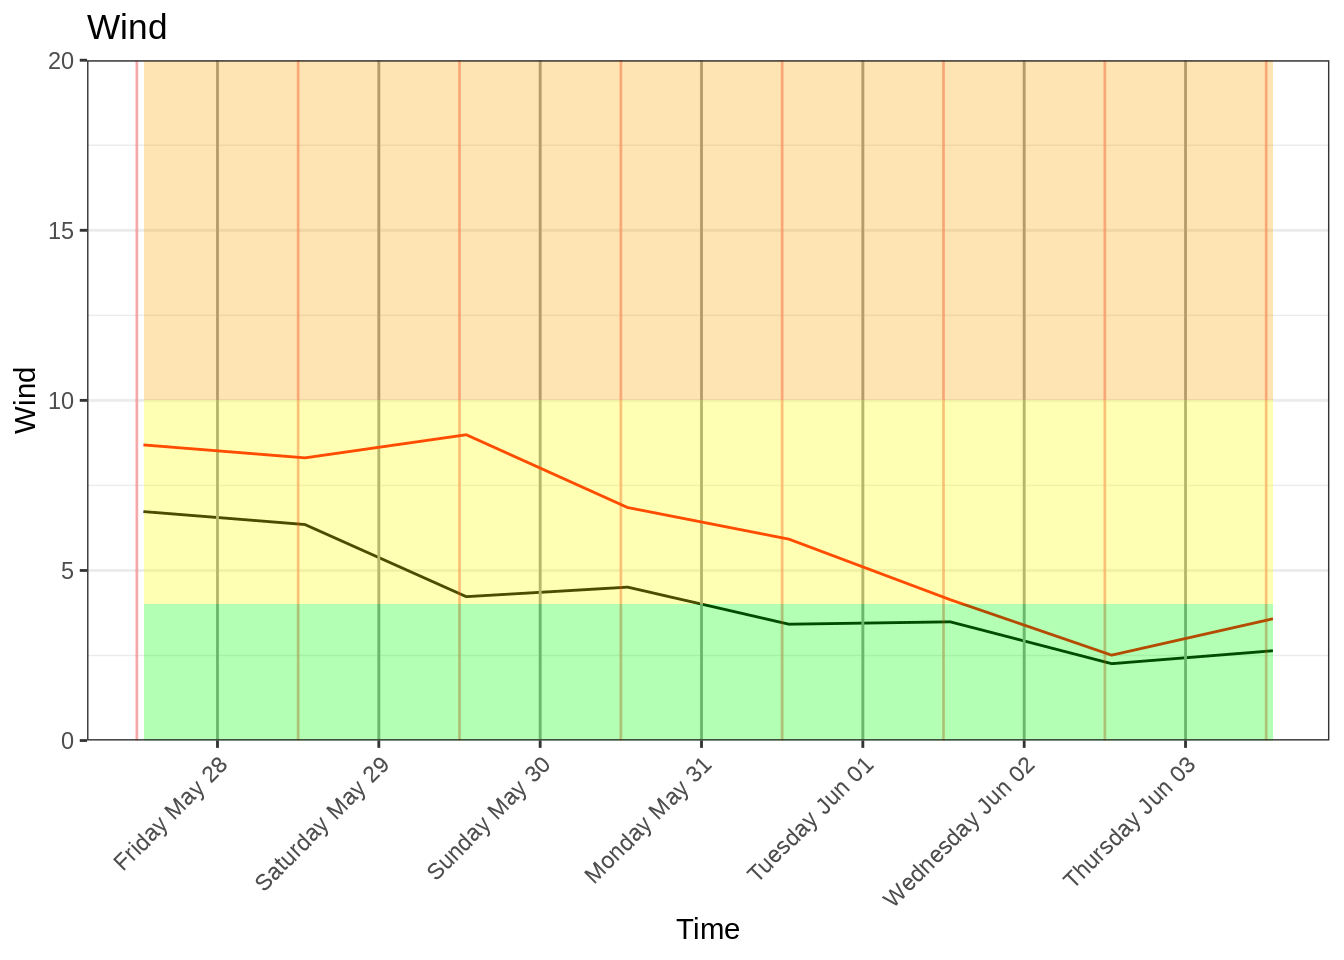 Wind
20
15
10
5
0
Wind
Friday May 28
Saturday May 29
Sunday May 30
Monday May 31
Tuesday Jun 01
Wednesday Jun 02
Thursday Jun 03
Time